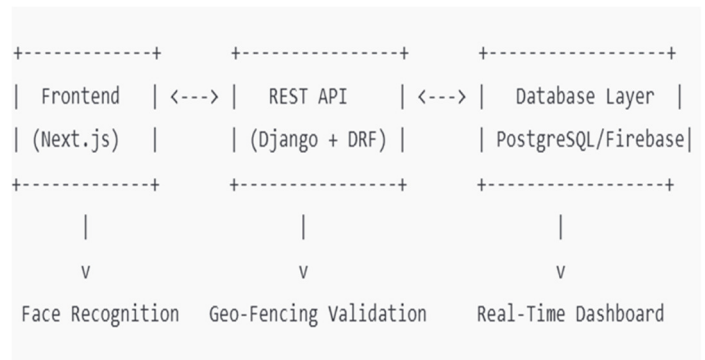 +-------------+       +----------------+       +------------------+
|  Frontend   | <---> |   REST API     | <---> |   Database Layer  |
| (Next.js)   |       | (Django + DRF) |       | PostgreSQL/Firebase|
+-------------+       +----------------+       +------------------+
       |                     |                        |
       v                     v                        v
 Face Recognition   Geo-Fencing Validation     Real-Time Dashboard